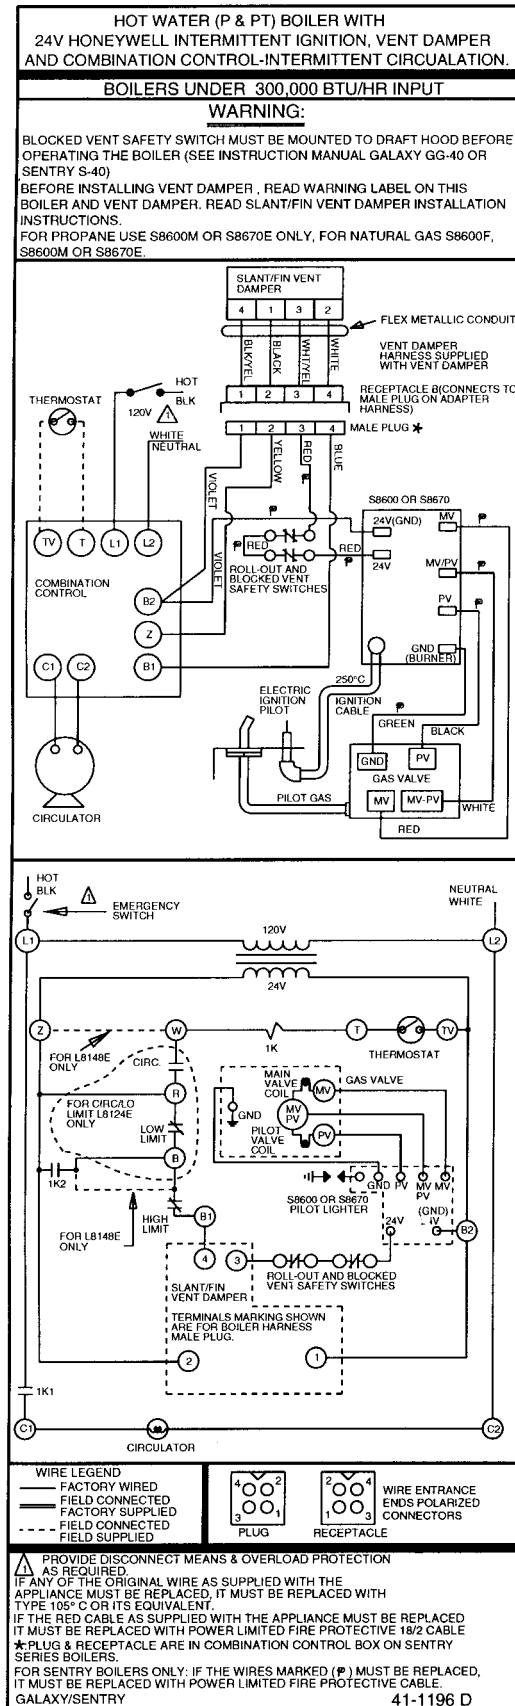 HOT WATER (P & PT) BOILER WITH
24V HONEYWELL INTERMITTENT IGNITION, VENT DAMPER
AND COMBINATION CONTROL-INTERMITTENT CIRCUALATION.
BOILERS UNDER 300,000 BTU/HR INPUT
WARNING:
BLOCKED VENT SAFETY SWITCH MUST BE MOUNTED TO DRAFT HOOD BEFORE
OPERATING THE BOILER (SEE INSTRUCTION MANUAL GALAXY GG-40 OR
SENTRY S-40)
BEFORE INSTALLING VENT DAMPER , READ WARNING LABEL ON THIS
BOILER AND VENT DAMPER. READ SLANT/FIN VENT DAMPER INSTALLATION
INSTRUCTIONS.
FOR PROPANE USE S8600M OR S8670E ONLY, FOR NATURAL GAS S8600F,
S8600M OR S8670E.
SLANT/FIN VENT
DAMPER
4 1 3 2
FLEX METALLIC CONDUIT
BLK/YEL
BLACK
WHT/YEL
WHITE
VENT DAMPER
HARNESS SUPPLIED
WITH VENT DAMPER
1 2 3 4
RECEPTACLE B(CONNECTS TO
MALE PLUG ON ADAPTER
HARNESS)
1 2 3 4
MALE PLUG *
THERMOSTAT
HOT
BLK
120V
1
WHITE
NEUTRAL
VIOLET
YELLOW
RED
BLUE
P
TV T L1 L2
COMBINATION
CONTROL
B2
Z
B1
C1 C2
CIRCULATOR
VIOLET
P
RED
RED
P
P
ROLL-OUT AND
BLOCKED VENT
SAFETY SWITCHES
S8600 OR S8670
24V(GND)
24V
MV
P
MV/PV
P
PV
P
GND
(BURNER)
250°C
IGNITION
CABLE
ELECTRIC
IGNITION
PILOT
P
GREEN
BLACK
GND PV
GAS VALVE
MV MV-PV
PILOT GAS
WHITE
RED
HOT
BLK
1
EMERGENCY
SWITCH
NEUTRAL
WHITE
L1
120V
L2
24V
Z W
1K
T TV
THERMOSTAT
FOR L8148E
ONLY
CIRC.
FOR CIRC/LO
LIMIT L8124E
ONLY
R
LOW
LIMIT
B
1K2
FOR L8148E
ONLY
HIGH
LIMIT
B1
MAIN
VALVE
COIL
MV
GAS VALVE
GND
MV
PV
PILOT VALVE
COIL
PV
GND PV MV
PV MV
S8600 OR S8670
PILOT LIGHTER
24V
(GND)
B2
4 3
SLANT/FIN
VENT DAMPER
ROLL-OUT AND BLOCKED
VENT SAFETY SWITCHES
TERMINALS MARKING SHOWN
ARE FOR BOILER HARNESS
MALE PLUG.
2 1
1K1
C1 C2
CIRCULATOR
WIRE LEGEND
FACTORY WIRED
FIELD CONNECTED
FACTORY SUPPLIED
FIELD CONNECTED
FIELD SUPPLIED
4 2
3 1
PLUG
2 4
1 3
RECEPTACLE
WIRE ENTRANCE
ENDS POLARIZED
CONNECTORS
1 PROVIDE DISCONNECT MEANS & OVERLOAD PROTECTION
AS REQUIRED.
IF ANY OF THE ORIGINAL WIRE AS SUPPLIED WITH THE
APPLIANCE MUST BE REPLACED, IT MUST BE REPLACED WITH
TYPE 105° C OR ITS EQUIVALENT.
IF THE RED CABLE AS SUPPLIED WITH THE APPLIANCE MUST BE REPLACED
IT MUST BE REPLACED WITH POWER LIMITED FIRE PROTECTIVE 18/2 CABLE
*PLUG & RECEPTACLE ARE IN COMBINATION CONTROL BOX ON SENTRY
SERIES BOILERS.
FOR SENTRY BOILERS ONLY: IF THE WIRES MARKED (P) MUST BE REPLACED,
IT MUST BE REPLACED WITH POWER LIMITED FIRE PROTECTIVE CABLE.
GALAXY/SENTRY
41-1196 D